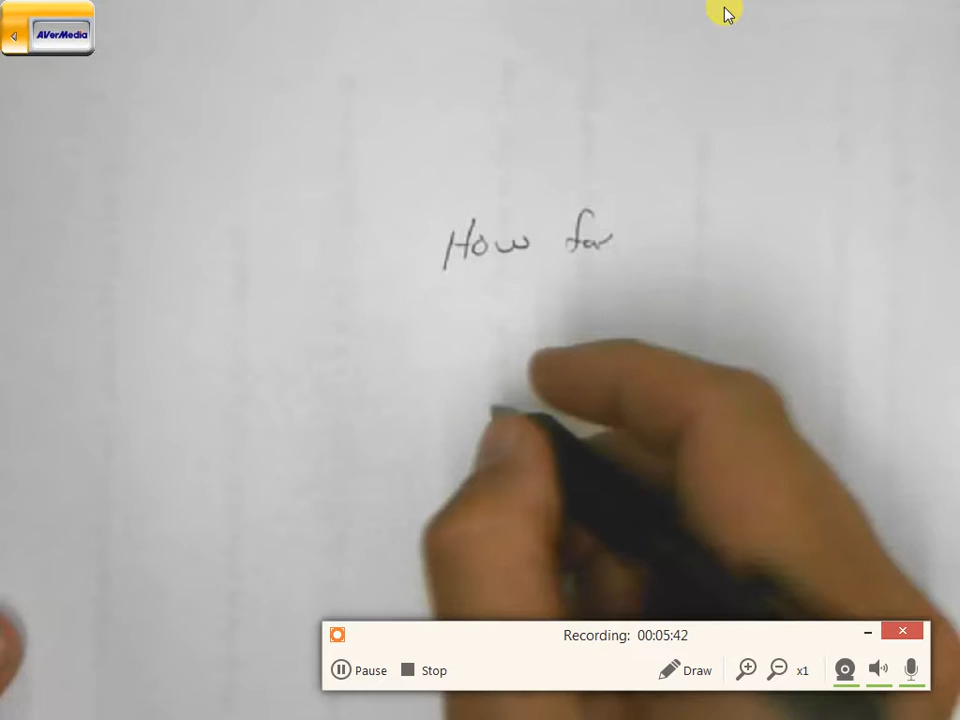 AVerMedia
How far
Recording: 00:05:42
Pause
Stop
Draw
x1